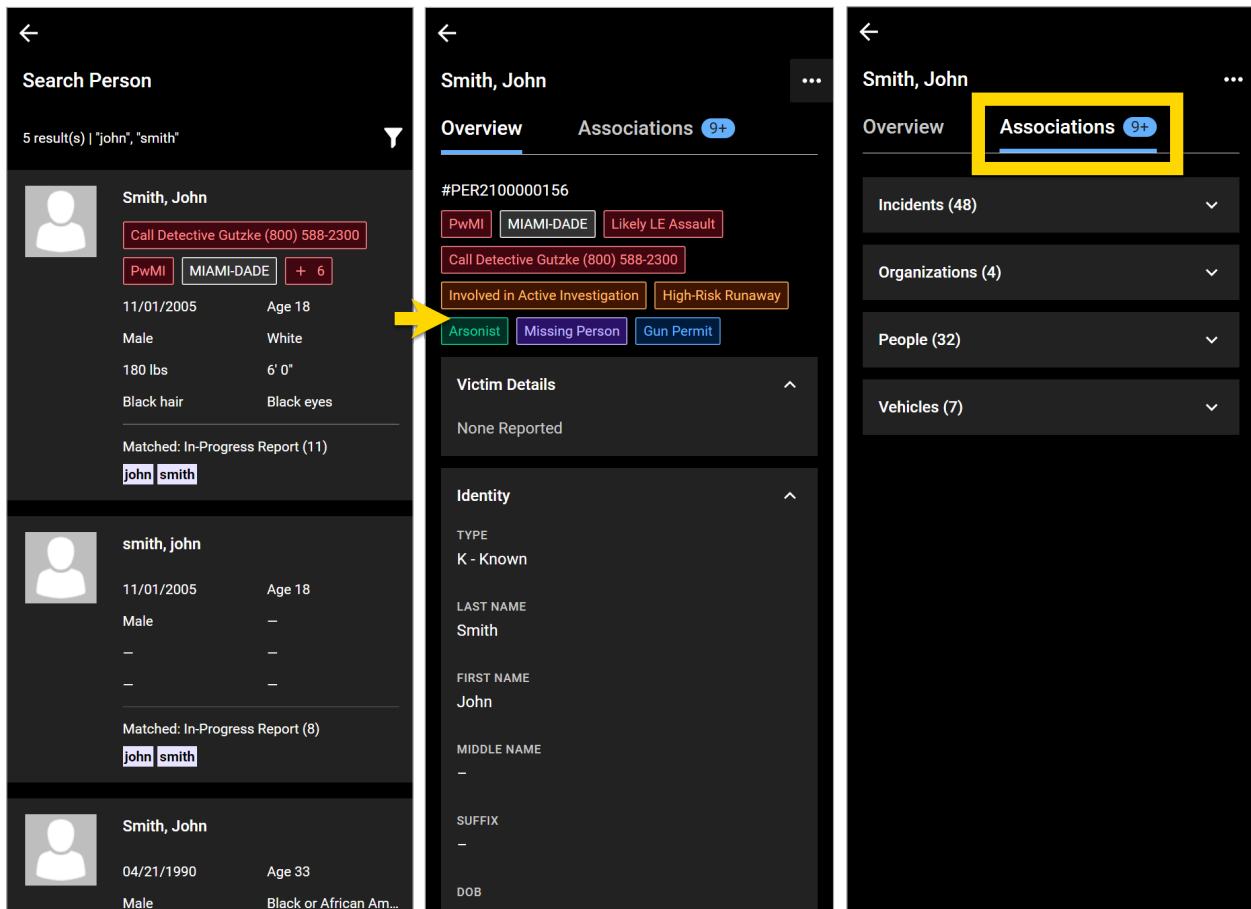 Search Person
5 result(s) | "john", "smith"
Smith, John
Call Detective Gutzke (800) 588-2300
PwMI MIAMI-DADE + 6
11/01/2005 Age 18
Male White
180 lbs 6' 0"
Black hair Black eyes
Matched: In-Progress Report (11)
john smith
smith, john
11/01/2005 Age 18
Male –
– –
– –
Matched: In-Progress Report (8)
john smith
Smith, John
04/21/1990 Age 33
Male Black or African Am...
Smith, John
Overview Associations 9+
#PER2100000156
PwMI MIAMI-DADE Likely LE Assault
Call Detective Gutzke (800) 588-2300
Involved in Active Investigation High-Risk Runaway
Arsonist Missing Person Gun Permit
Victim Details
None Reported
Identity
TYPE
K - Known
LAST NAME
Smith
FIRST NAME
John
MIDDLE NAME
–
SUFFIX
–
DOB
Smith, John
Overview Associations 9+
Incidents (48)
Organizations (4)
People (32)
Vehicles (7)